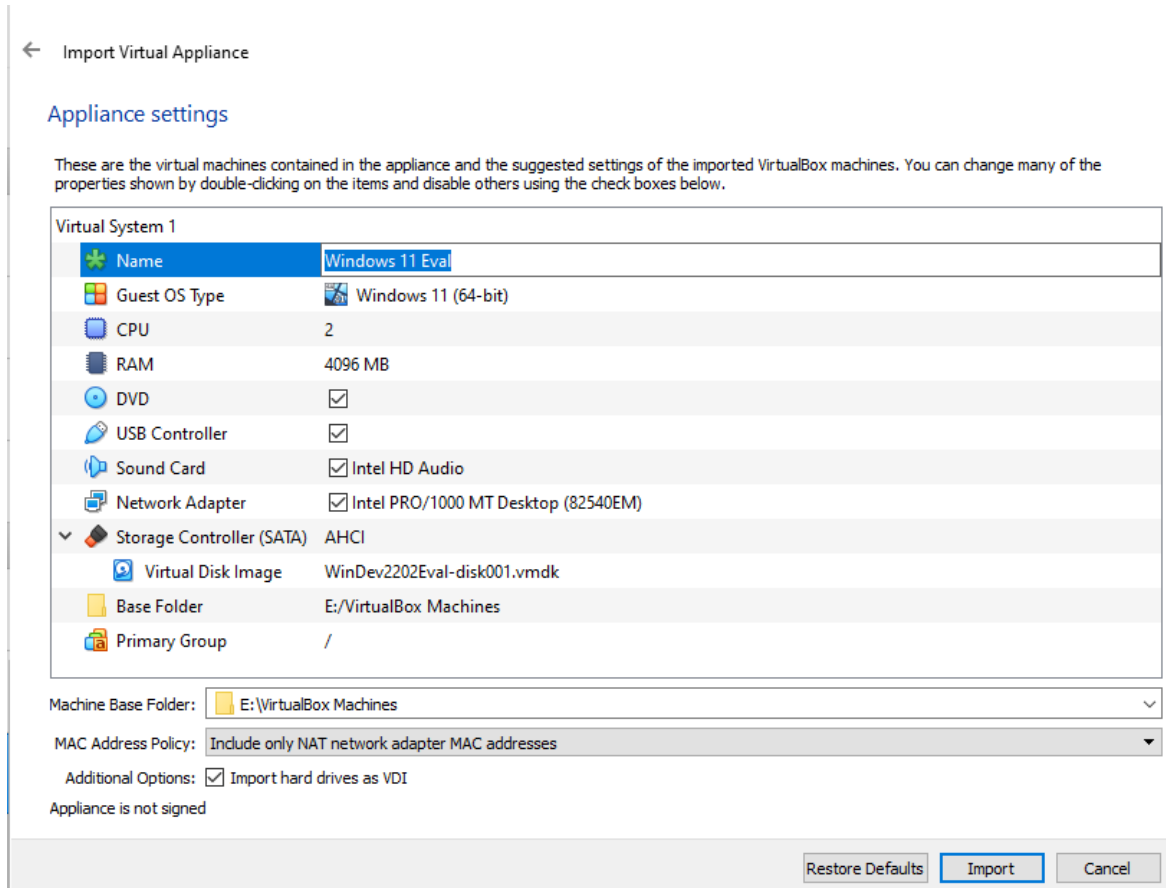 Import Virtual Appliance
Appliance settings
These are the virtual machines contained in the appliance and the suggested settings of the imported VirtualBox machines. You can change many of the
properties shown by double-clicking on the items and disable others using the check boxes below.
Virtual System 1
Name Windows 11 Eval
Guest OS Type Windows 11 (64-bit)
CPU 2
RAM 4096 MB
DVD
USB Controller
Sound Card Intel HD Audio
Network Adapter Intel PRO/1000 MT Desktop (82540EM)
Storage Controller (SATA) AHCI
Virtual Disk Image WinDev2202Eval-disk001.vmdk
Base Folder E:/VirtualBox Machines
Primary Group /
Machine Base Folder: E:\VirtualBox Machines
MAC Address Policy: Include only NAT network adapter MAC addresses
Additional Options: Import hard drives as VDI
Appliance is not signed
Restore Defaults Import Cancel